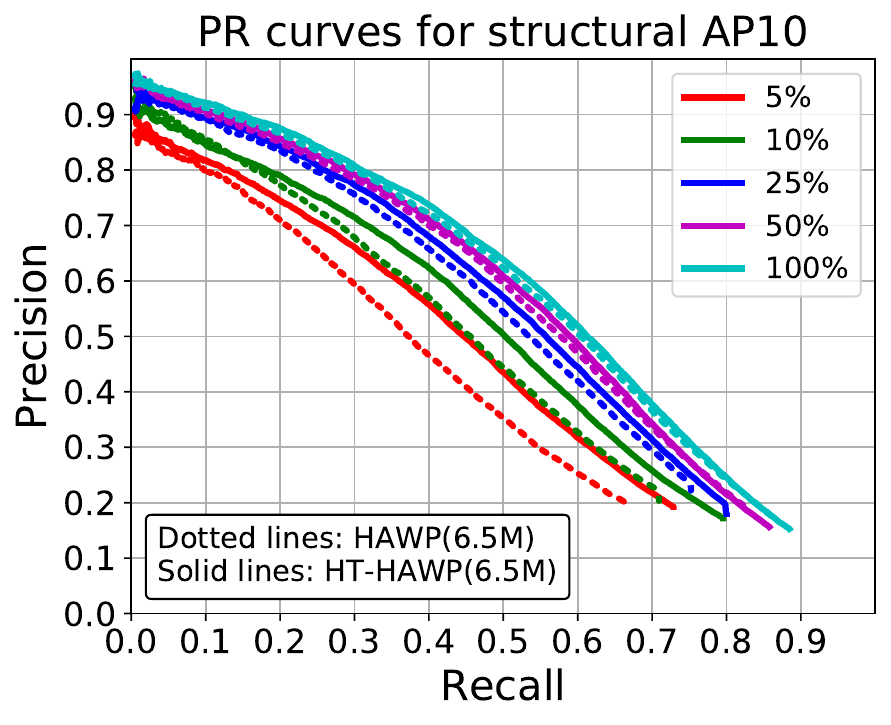 PR curves for structural AP10
Precision
0.9
0.8
0.7
0.6
0.5
0.4
0.3
0.2
0.1
0.0
5%
10%
25%
50%
100%
Dotted lines: HAWP(6.5M)
Solid lines: HT-HAWP(6.5M)
0.0 0.1 0.2 0.3 0.4 0.5 0.6 0.7 0.8 0.9
Recall